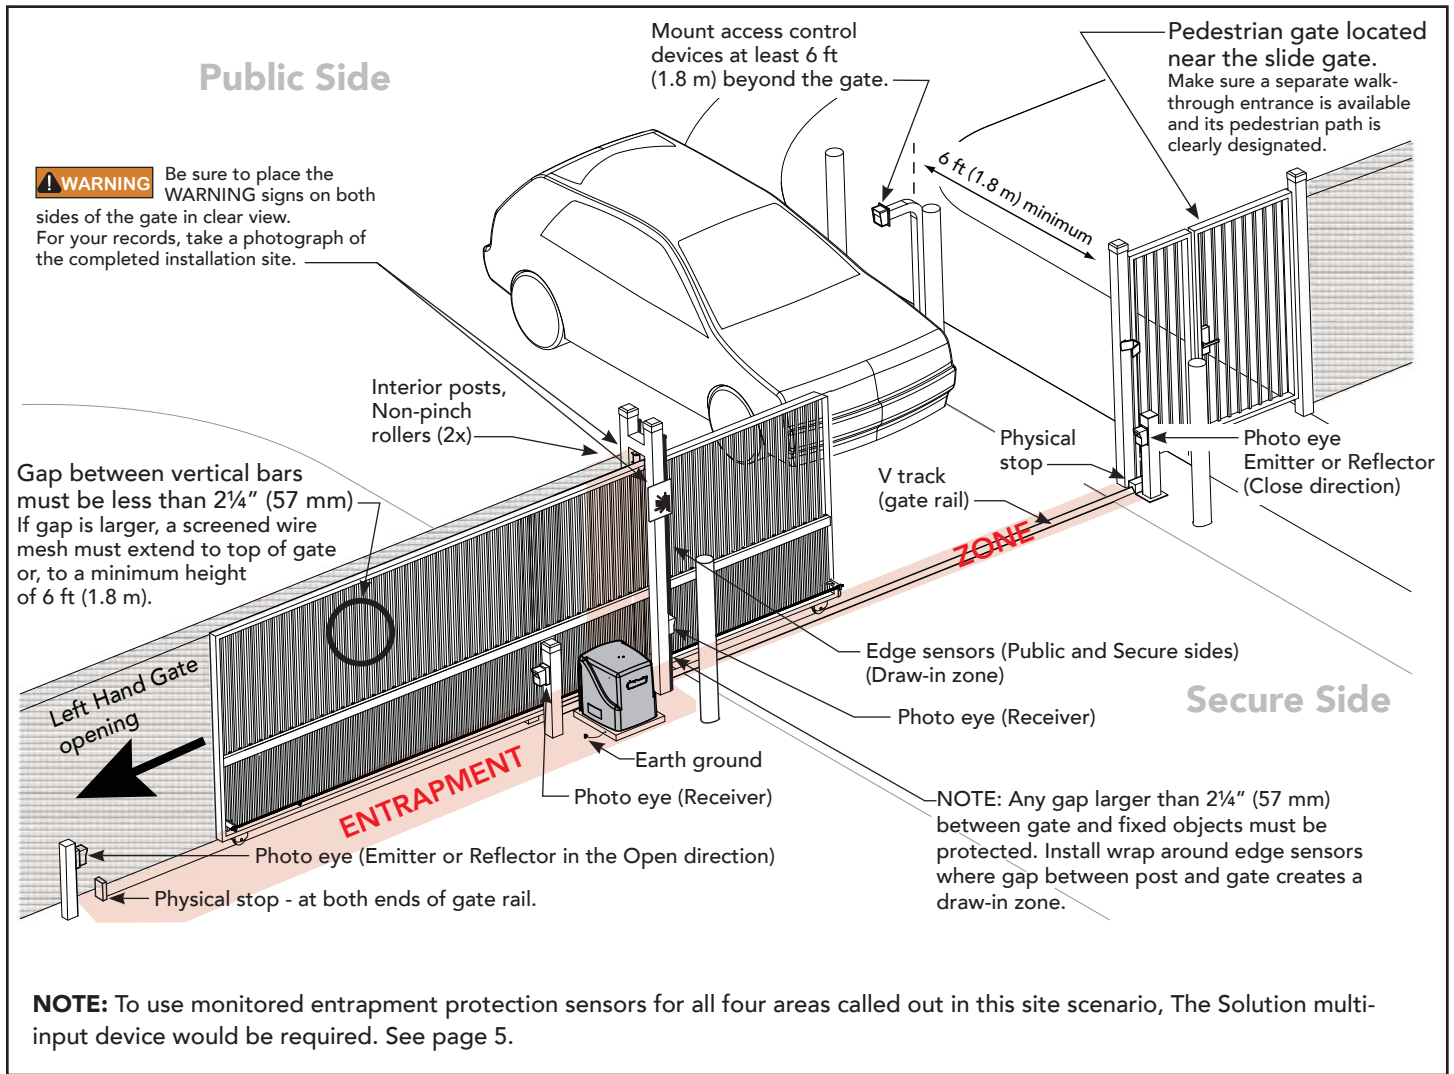 Public Side
Mount access control
devices at least 6 ft
(1.8 m) beyond the gate.
Pedestrian gate located
near the slide gate.
Make sure a separate walk-
through entrance is available
and its pedestrian path is
clearly designated.
WARNING Be sure to place the
WARNING signs on both
sides of the gate in clear view.
For your records, take a photograph of
the completed installation site.
6 ft (1.8 m) minimum
Interior posts,
Non-pinch
rollers (2x)
Gap between vertical bars
must be less than 2¼” (57 mm)
If gap is larger, a screened wire
mesh must extend to top of gate
or, to a minimum height
of 6 ft (1.8 m).
Physical
stop
V track
(gate rail)
Photo eye
Emitter or Reflector
(Close direction)
ZONE
Edge sensors (Public and Secure sides)
(Draw-in zone)
Secure Side
Photo eye (Receiver)
Left Hand Gate
opening
Earth ground
ENTRAPMENT
Photo eye (Receiver)
NOTE: Any gap larger than 2¼” (57 mm)
between gate and fixed objects must be
protected. Install wrap around edge sensors
where gap between post and gate creates a
draw-in zone.
Photo eye (Emitter or Reflector in the Open direction)
Physical stop - at both ends of gate rail.
NOTE: To use monitored entrapment protection sensors for all four areas called out in this site scenario, The Solution multi-
input device would be required. See page 5.